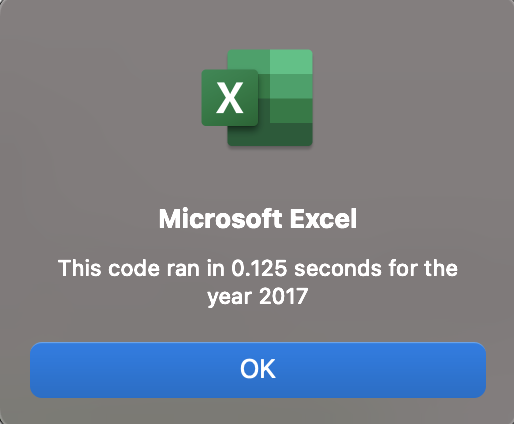 X
Microsoft Excel
This code ran in 0.125 seconds for the
year 2017
OK